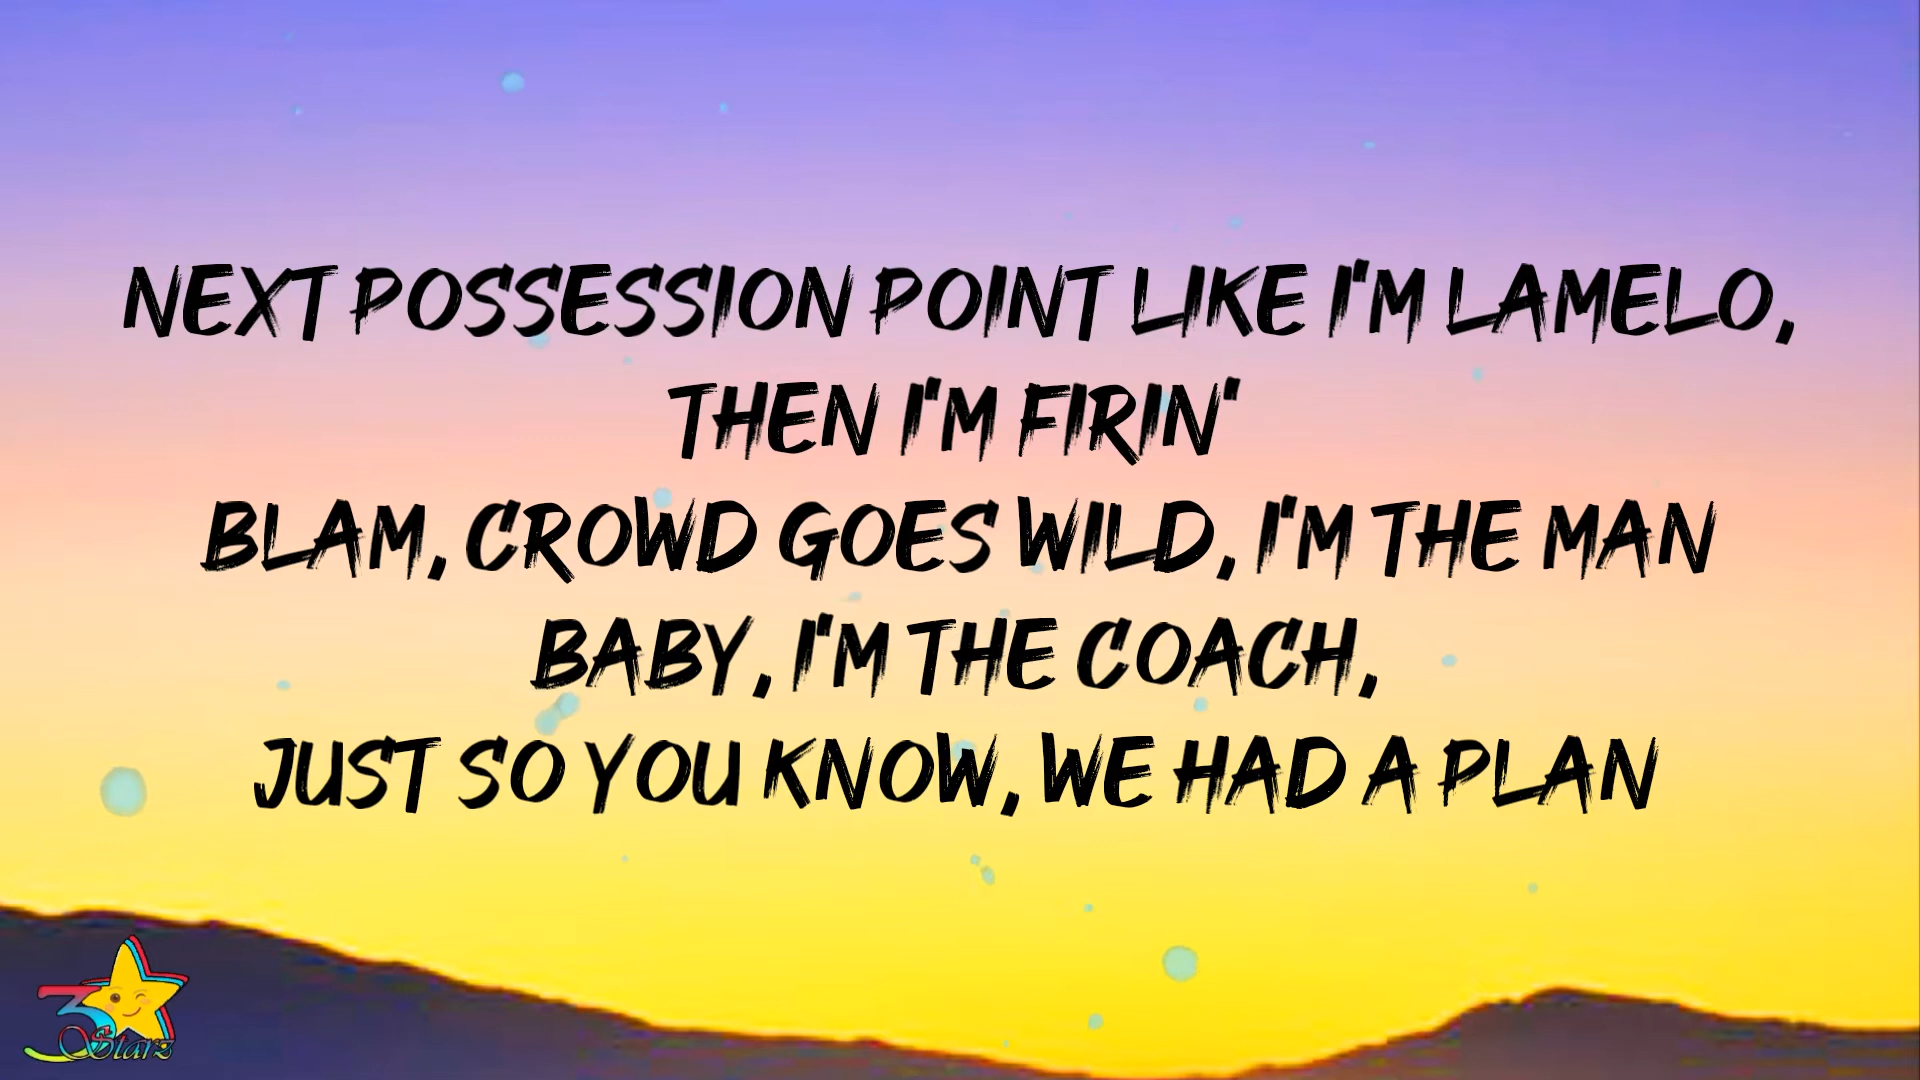 NEXT POSSESSION POINT LIKE I'M LAMELO,
THEN I'M FIRIN'
BLAM, CROWD GOES WILD, I'M THE MAN
BABY, I'M THE COACH,
JUST SO YOU KNOW, WE HAD A PLAN
3
Starz